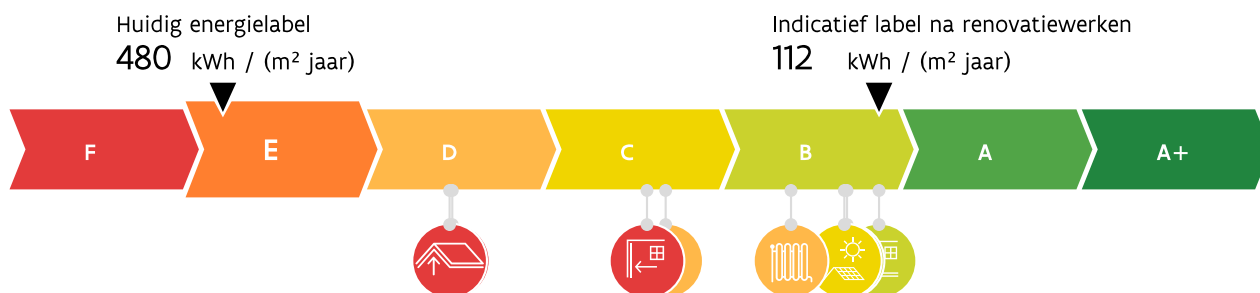 Huidig energielabel
480 kWh / (m² jaar)
Indicatief label na renovatiewerken
112 kWh / (m² jaar)
F E D C B A A+